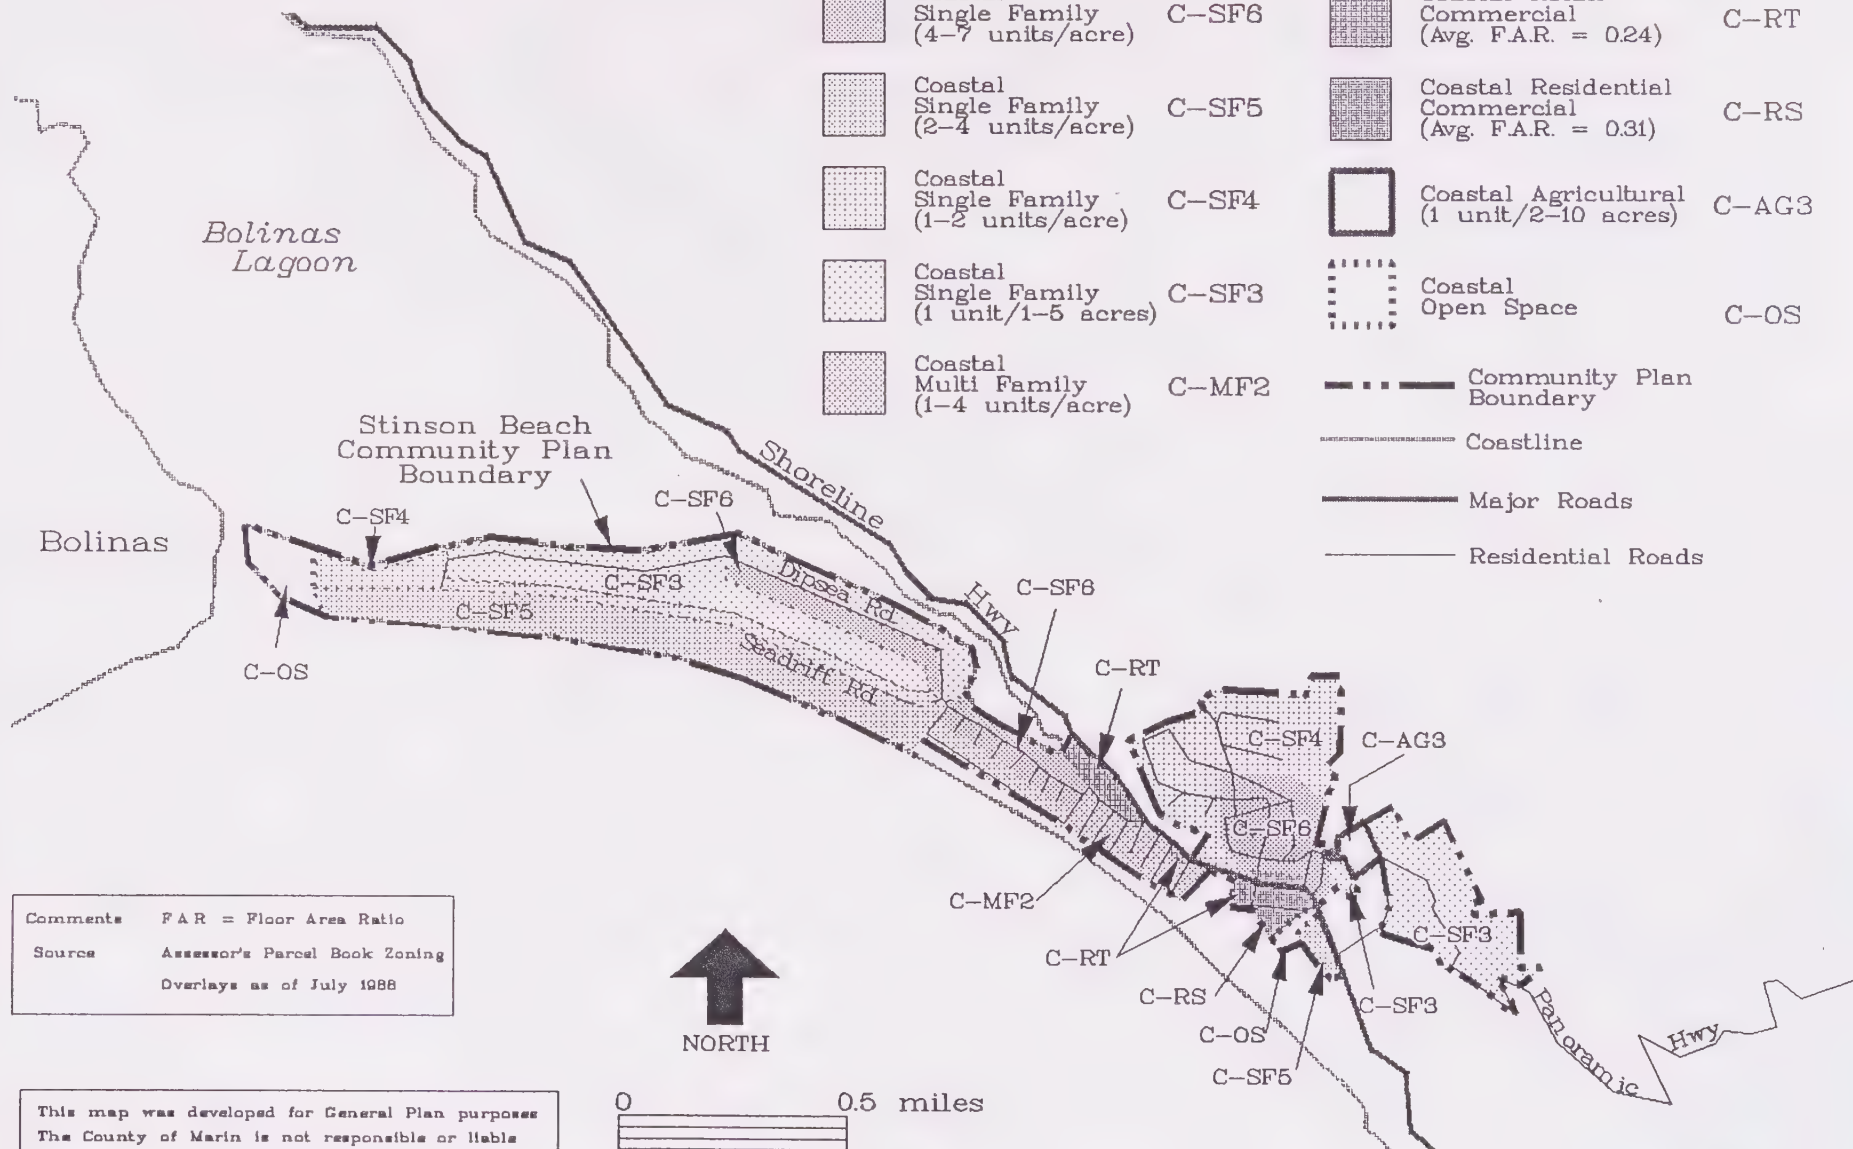 Single Family C-SF6
(4-7 units/acre)
Coastal
Single Family C-SF5
(2-4 units/acre)
Coastal
Single Family C-SF4
(1-2 units/acre)
Coastal
Single Family C-SF3
(1 unit/1-5 acres)
Coastal
Multi Family C-MF2
(1-4 units/acre)
Commercial C-RT
(Avg. F.A.R. = 0.24)
Coastal Residential
Commercial C-RS
(Avg. F.A.R. = 0.31)
Coastal Agricultural C-AG3
(1 unit/2-10 acres)
Coastal
Open Space C-OS
Community Plan
Boundary
Coastline
Major Roads
Residential Roads
Bolinas
Lagoon
Stinson Beach
Community Plan
Boundary
Shoreline
Hwy
Bolinas
C-SF4
C-SF6
C-SF3
C-SF5
C-OS
Dipsea Rd.
Seadrift Rd.
C-SF6
C-RT
C-SF4
C-AG3
C-SF6
C-MF2
C-RT
C-RS
C-OS
C-SF5
C-SF3
C-SF3
Panoramic
Hwy
Comments FAR = Floor Area Ratio
Source Assessor's Parcel Book Zoning
Overlays as of July 1988
NORTH
0 0.5 miles
This map was developed for General Plan purposes
The County of Marin is not responsible or liable